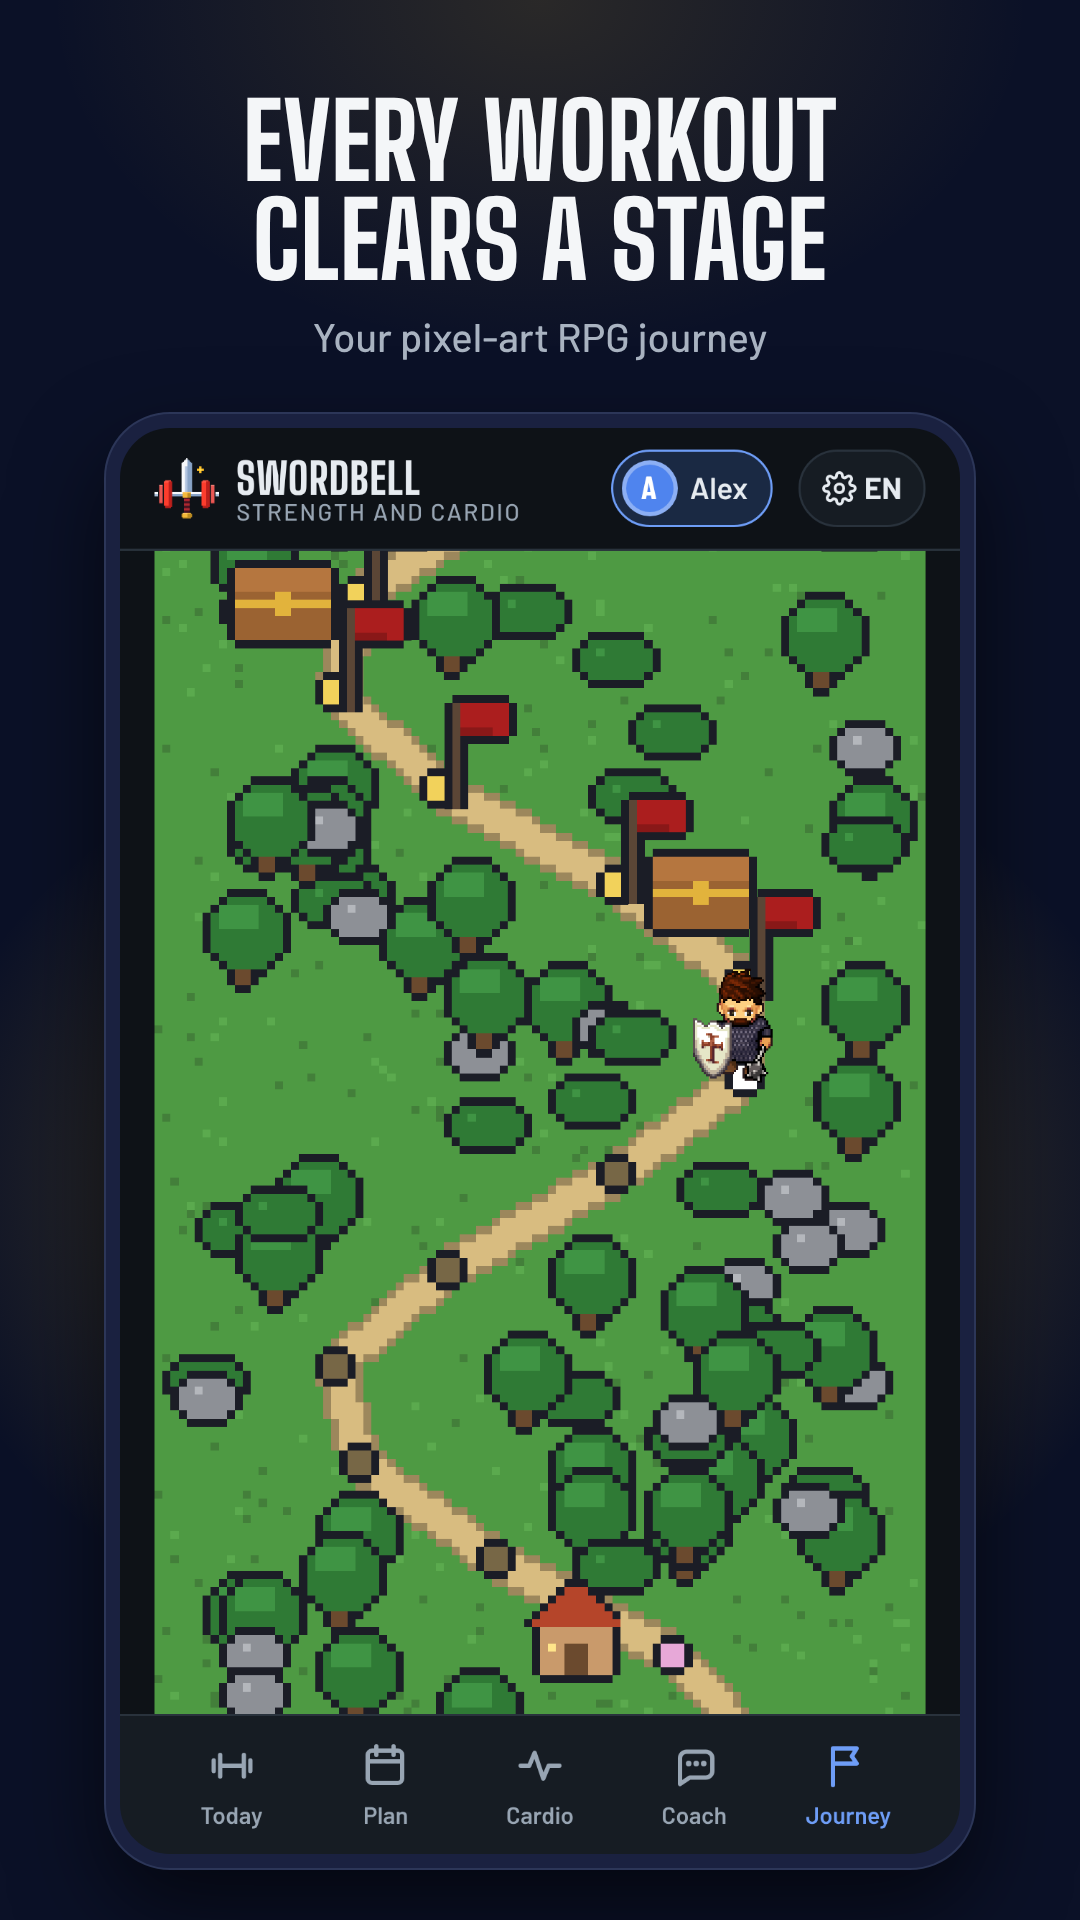 EVERY WORKOUT
CLEARS A STAGE
Your pixel-art RPG journey
SWORDBELL
STRENGTH AND CARDIO
A Alex
EN
Today Plan Cardio Coach Journey